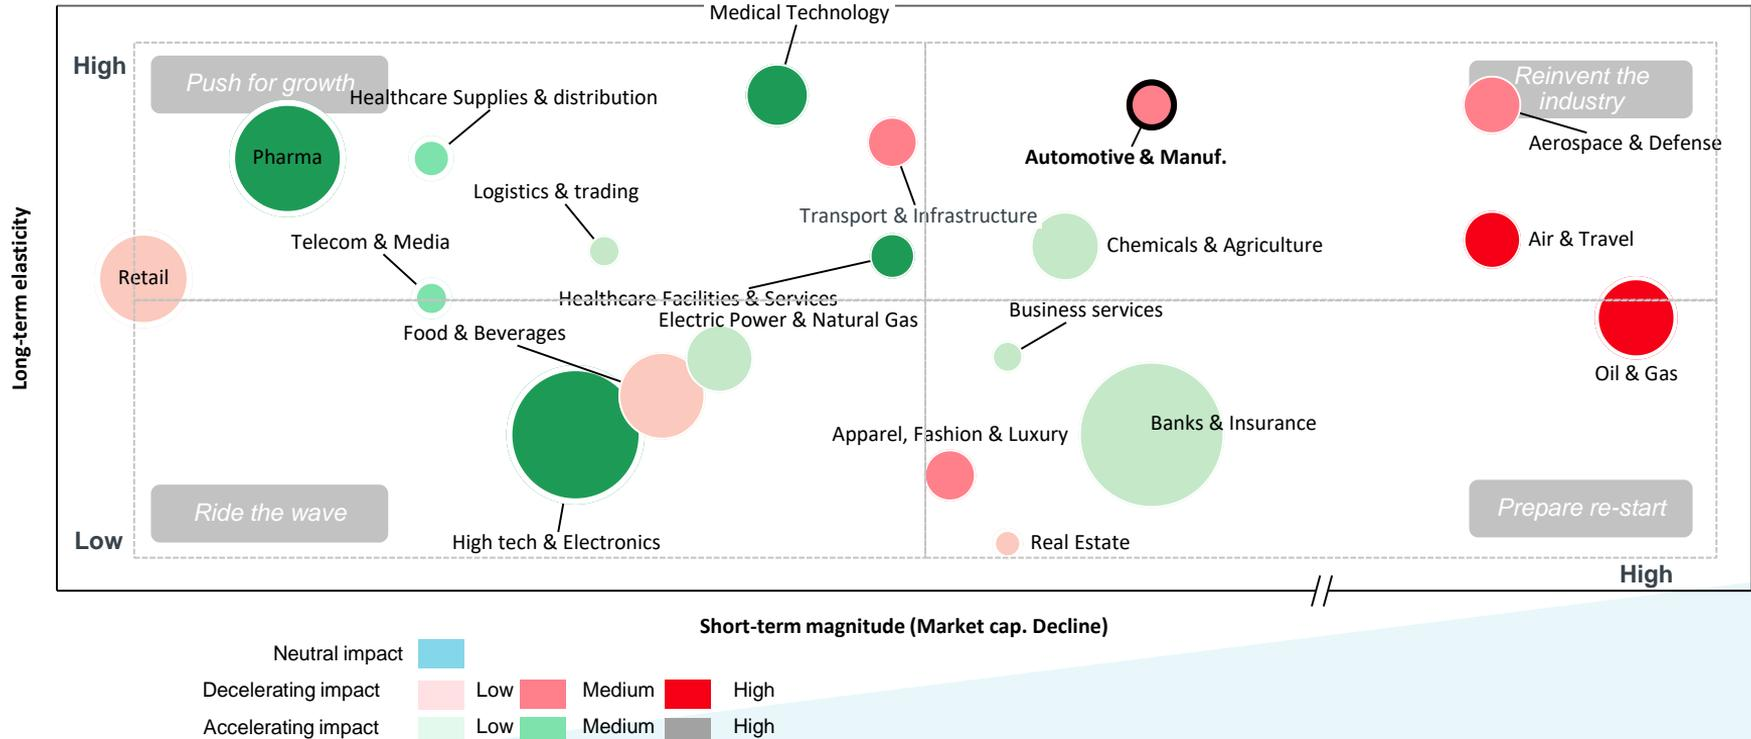 Medical Technology
High
Push for growth
Reinvent the
industry
Healthcare Supplies & distribution
Pharma
Aerospace & Defense
Automotive & Manuf.
Logistics & trading
Transport & Infrastructure
Telecom & Media
Chemicals & Agriculture
Air & Travel
Retail
Healthcare Facilities & Services
Business services
Electric Power & Natural Gas
Food & Beverages
Long-term elasticity
Oil & Gas
Banks & Insurance
Apparel, Fashion & Luxury
Ride the wave
Prepare re-start
Low
High tech & Electronics
Real Estate
High
Short-term magnitude (Market cap. Decline)
Neutral impact
Decelerating impact Low Medium High
Accelerating impact Low Medium High